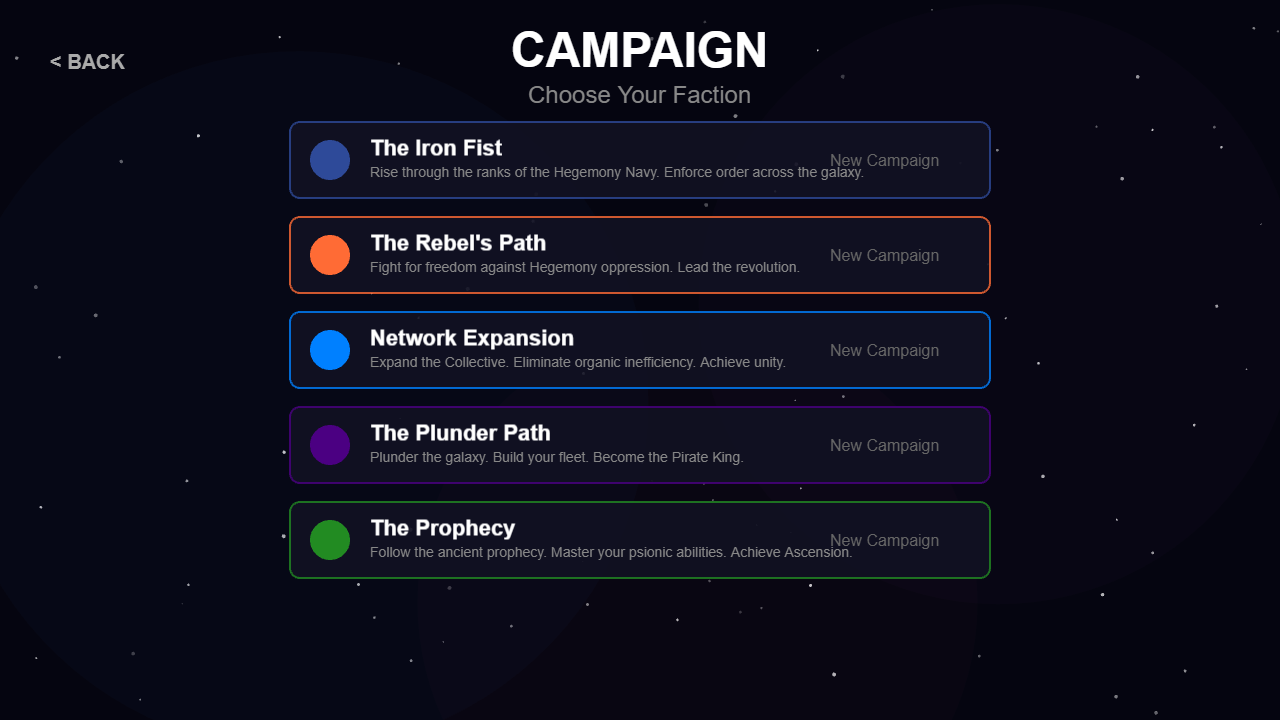 < BACK
CAMPAIGN
Choose Your Faction
The Iron Fist
Rise through the ranks of the Hegemony Navy. Enforce order across the galaxy.
New Campaign
The Rebel's Path
Fight for freedom against Hegemony oppression. Lead the revolution.
New Campaign
Network Expansion
Expand the Collective. Eliminate organic inefficiency. Achieve unity.
New Campaign
The Plunder Path
Plunder the galaxy. Build your fleet. Become the Pirate King.
New Campaign
The Prophecy
Follow the ancient prophecy. Master your psionic abilities. Achieve Ascension.
New Campaign